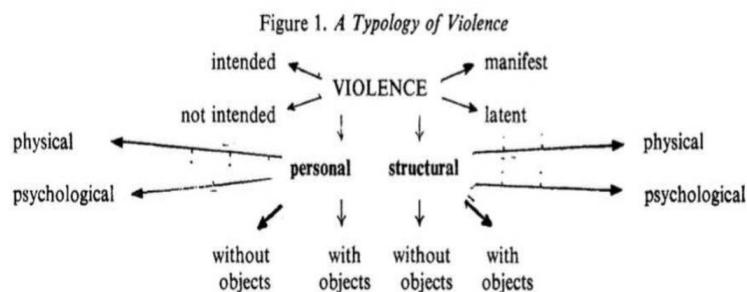 Figure 1. A Typology of Violence
intended
manifest
VIOLENCE
not intended
latent
physical
physical
personal
structural
psychological
psychological
without
with
without
with
objects
objects
objects
objects